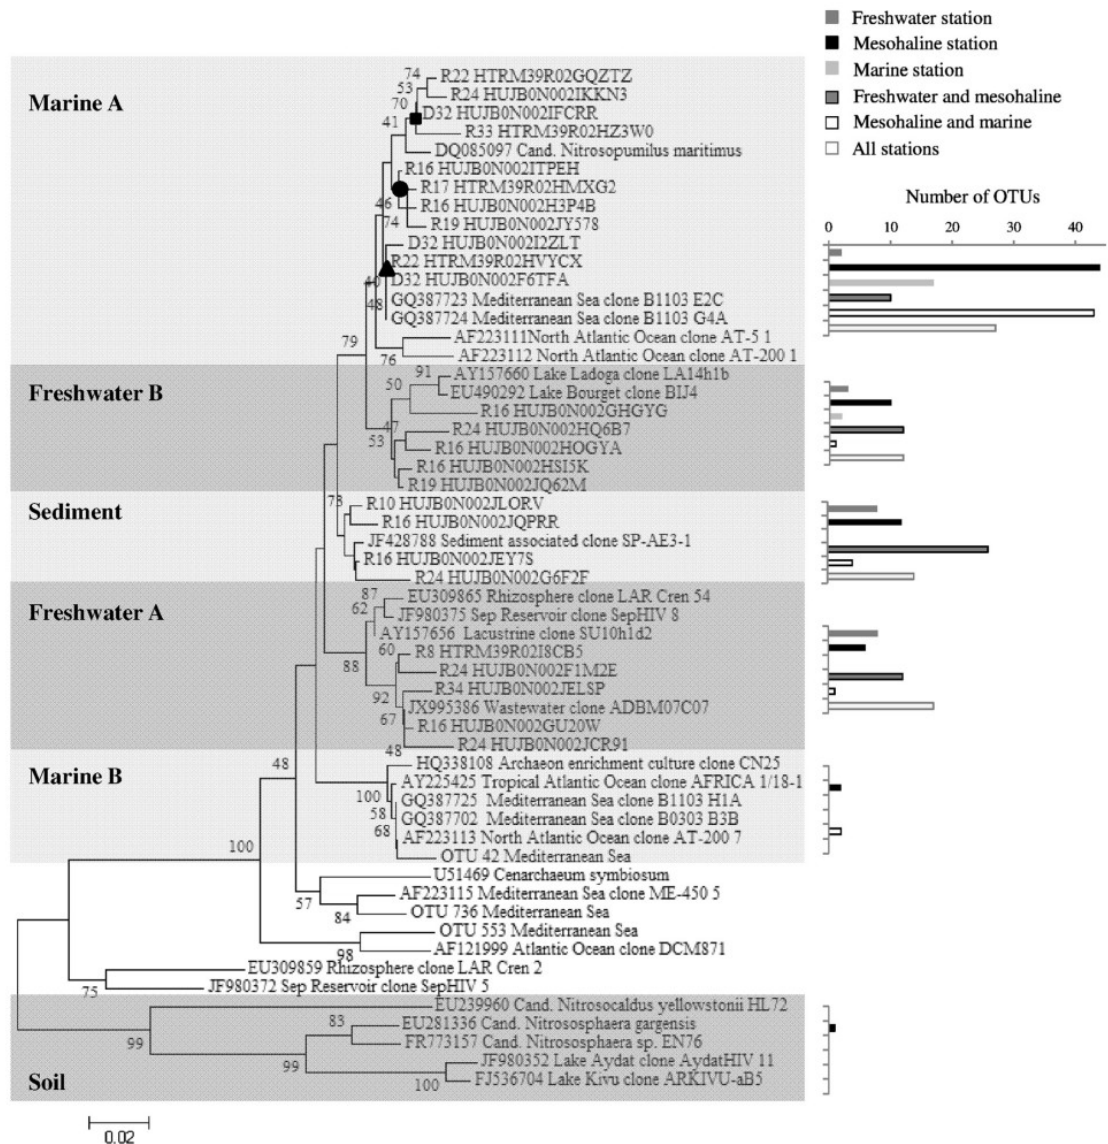 Freshwater station
Mesohaline station
Marine station
Freshwater and mesohaline
Mesohaline and marine
All stations
Number of OTUs
0 10 20 30 40
Marine A
74
R22 HTRM39R02GQZTZ
53
R24 HUJB0N002IKKN3
70
D32 HUJB0N002IFCRR
41
R33 HTRM39R02HZ3W0
DQ085097 Cand. Nitrosopumilus maritimus
R16 HUJB0N002ITPEH
R17 HTRM39R02HMXG2
46
R16 HUJB0N002H3P4B
74
R19 HUJB0N002JY578
D32 HUJB0N002I2ZLT
R22 HTRM39R02HVYCX
40
D32 HUJB0N002F6TFA
48
GQ387723 Mediterranean Sea clone B1103 E2C
GQ387724 Mediterranean Sea clone B1103 G4A
79
AF223111North Atlantic Ocean clone AT-5 1
76
AF223112 North Atlantic Ocean clone AT-200 1
Freshwater B
91
AY157660 Lake Ladoga clone LA14h1b
50
EU490292 Lake Bourget clone BIJ4
R16 HUJB0N002GHGYG
47
R24 HUJB0N002HQ6B7
53
R16 HUJB0N002HOGYA
R16 HUJB0N002HSI5K
R19 HUJB0N002JQ62M
Sediment
73
R10 HUJB0N002JLORV
R16 HUJB0N002JQPRR
JF428788 Sediment associated clone SP-AE3-1
R16 HUJB0N002JEY7S
R24 HUJB0N002G6F2F
Freshwater A
87
EU309865 Rhizosphere clone LAR Cren 54
62
JF980375 Sep Reservoir clone SepHIV 8
AY157656 Lacustrine clone SU10h1d2
60
R8 HTRM39R02I8CB5
88
R24 HUJB0N002F1M2E
92
R34 HUJB0N002JELSP
JX995386 Wastewater clone ADBM07C07
67
R16 HUJB0N002GU20W
48
R24 HUJB0N002JCR91
Marine B
48
HQ338108 Archaeon enrichment culture clone CN25
AY225425 Tropical Atlantic Ocean clone AFRICA 1/18-1
100
GQ387725 Mediterranean Sea clone B1103 H1A
58
GQ387702 Mediterranean Sea clone B0303 B3B
68
AF223113 North Atlantic Ocean clone AT-200 7
100
OTU 42 Mediterranean Sea
U51469 Cenarchaeum symbiosum
57
AF223115 Mediterranean Sea clone ME-450 5
84
OTU 736 Mediterranean Sea
OTU 553 Mediterranean Sea
98
AF121999 Atlantic Ocean clone DCM871
EU309859 Rhizosphere clone LAR Cren 2
75
JF980372 Sep Reservoir clone SepHIV 5
EU239960 Cand. Nitrosocaldus yellowstonii HL72
83
EU281336 Cand. Nitrososphaera gargensis
99
FR773157 Cand. Nitrososphaera sp. EN76
99
JF980352 Lake Aydat clone AydatHIV 11
Soil
100
FJ536704 Lake Kivu clone ARKIVU-aB5
0.02